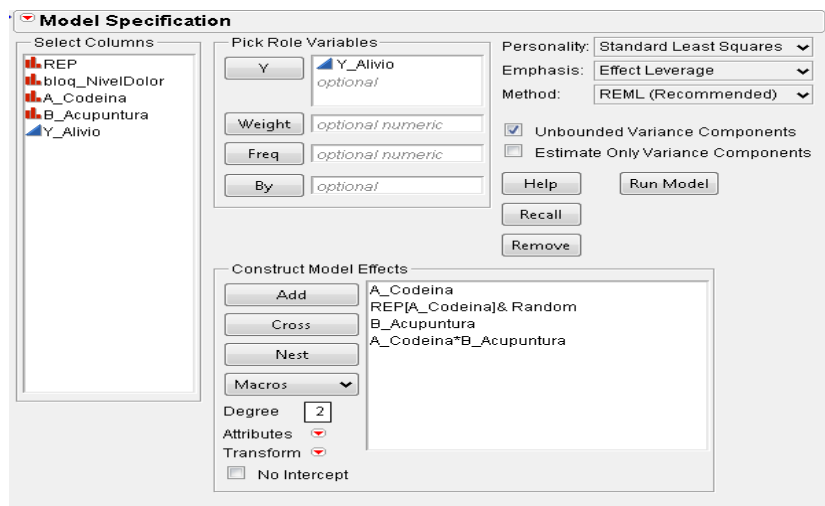 Model Specification
Select Columns
REP
bloq_NivelDolor
A_Codeina
B_Acupuntura
Y_Alivio
Pick Role Variables
Y
Y_Alivio
optional
Weight
optional numeric
Freq
optional numeric
By
optional
Personality: Standard Least Squares
Emphasis: Effect Leverage
Method: REML (Recommended)
Unbounded Variance Components
Estimate Only Variance Components
Help
Run Model
Recall
Remove
Construct Model Effects
Add
Cross
Nest
Macros
Degree 2
Attributes
Transform
No Intercept
A_Codeina
REP[A_Codeina]& Random
B_Acupuntura
A_Codeina*B_Acupuntura